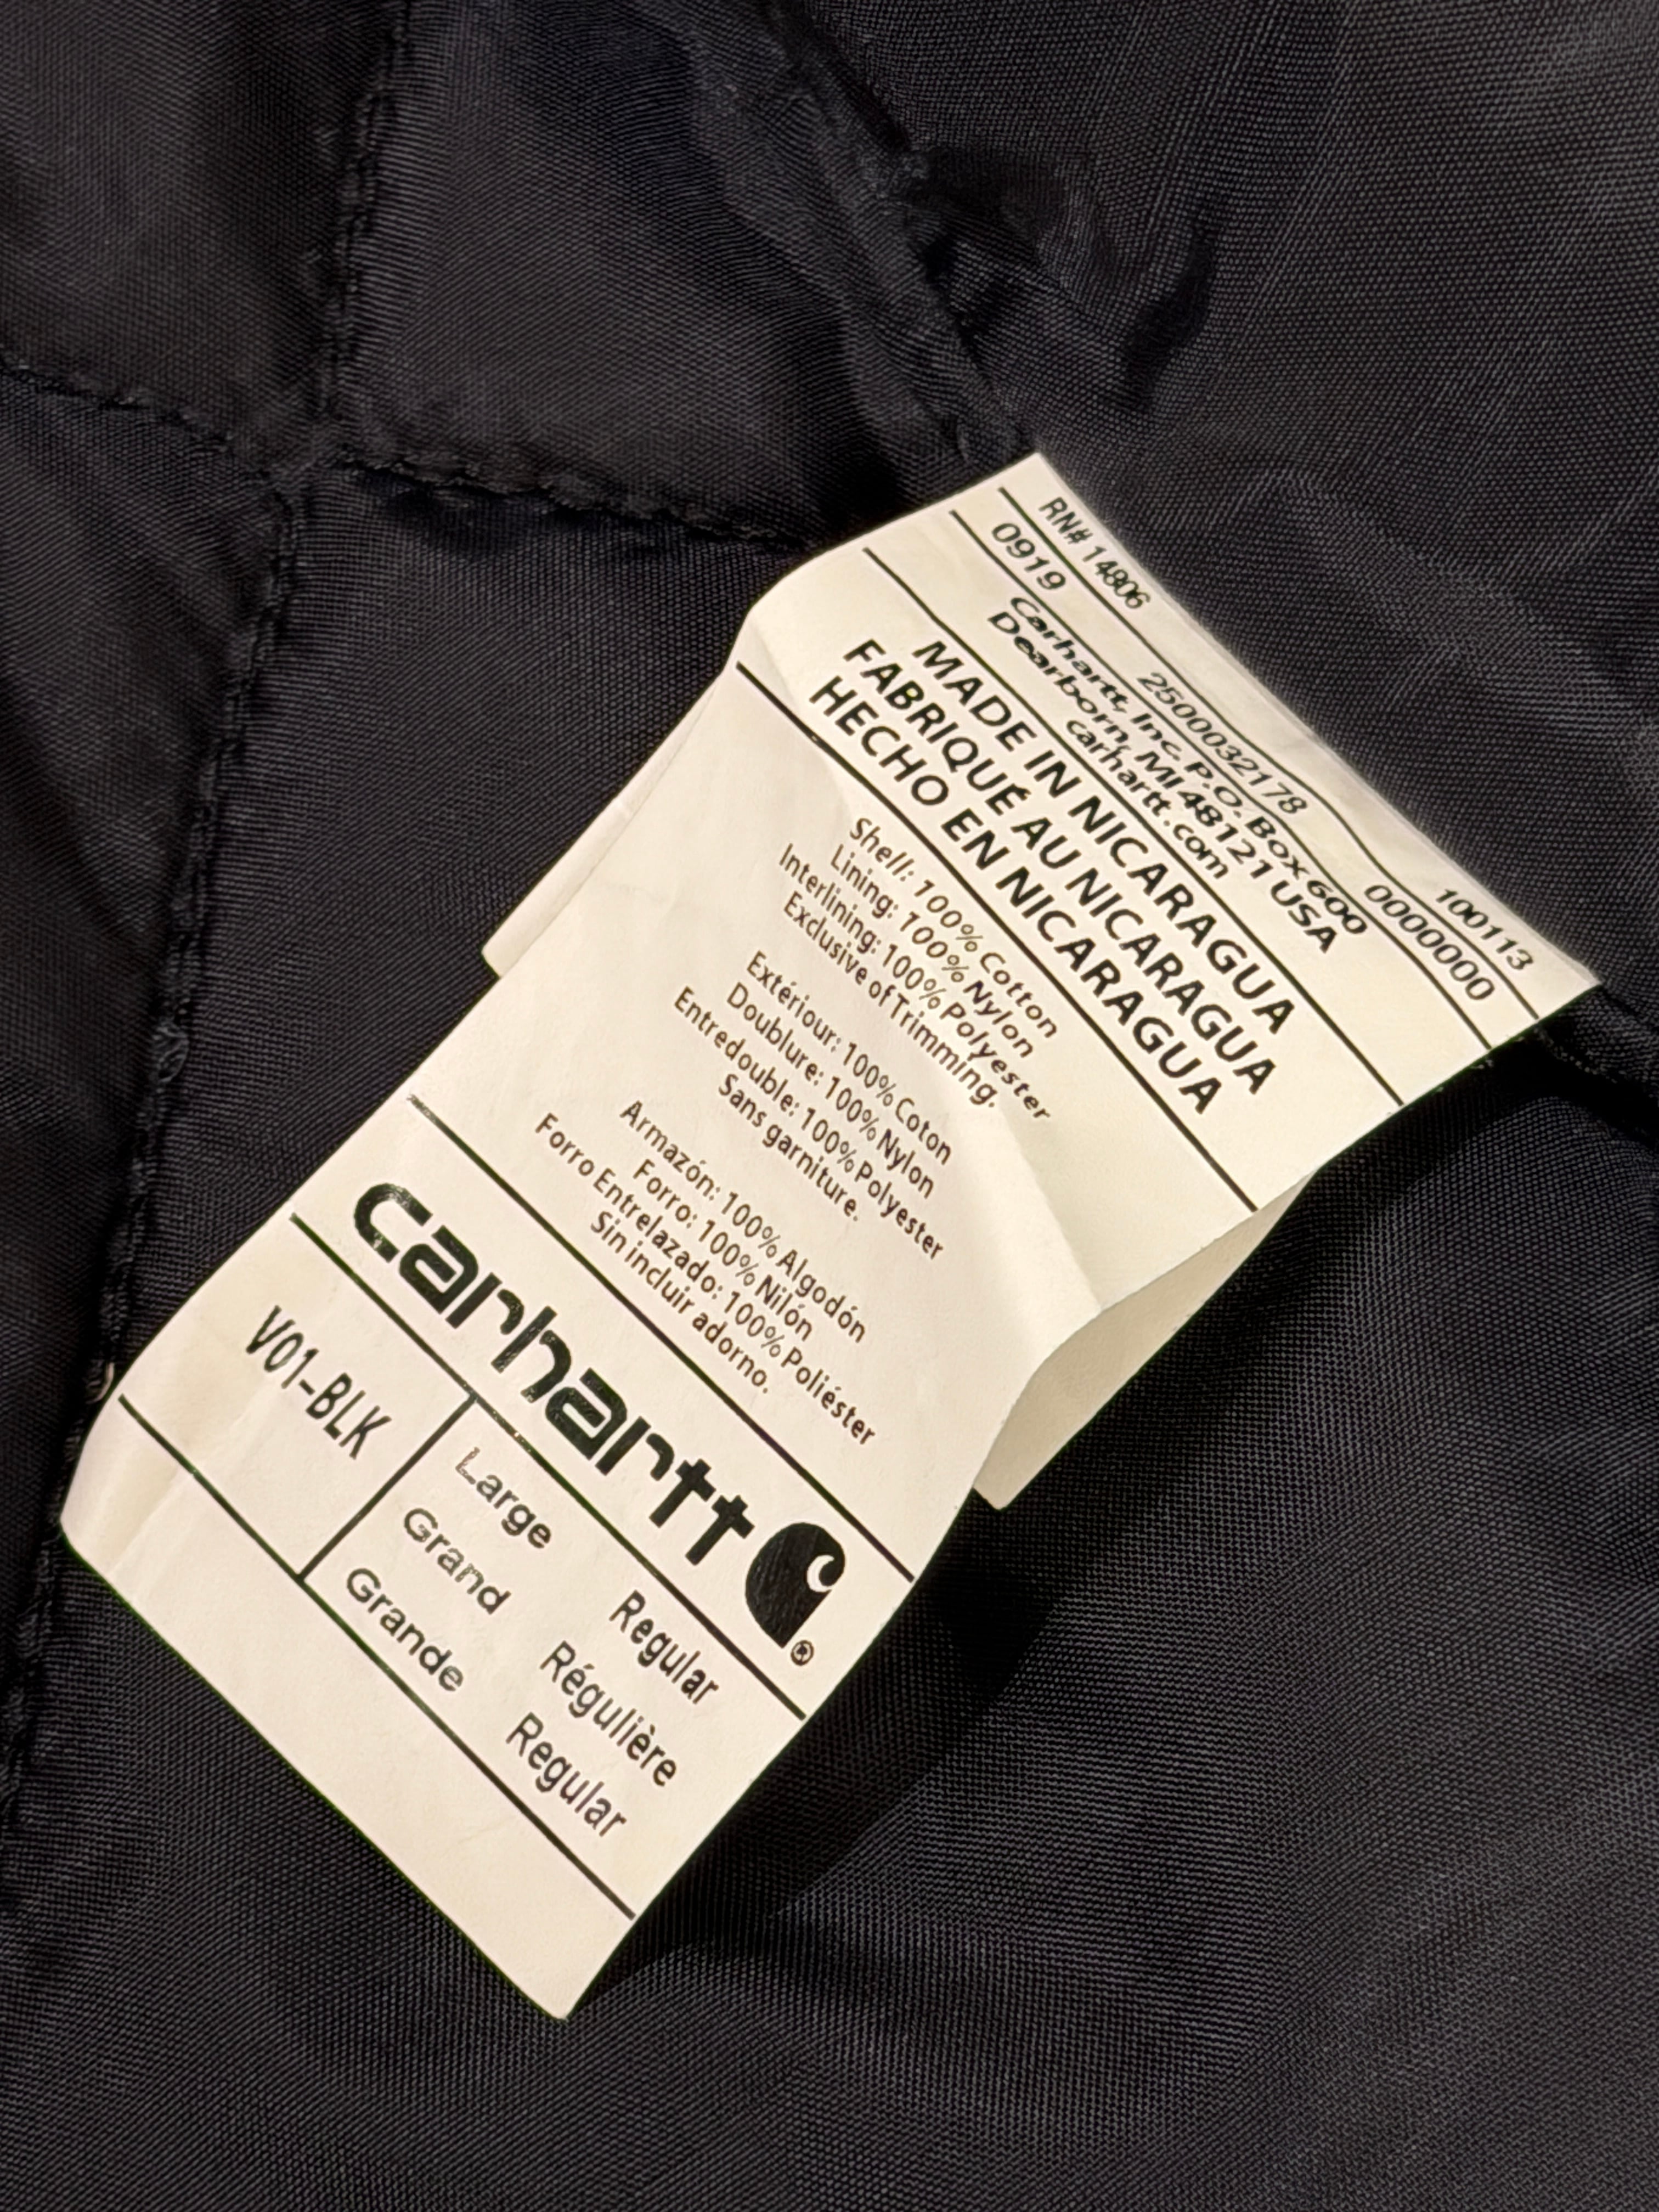 RN# 14806 2500032178 100113
0919 0000000
Carhartt, Inc. P.O. Box 600
Dearborn, MI 48121 USA
carhartt.com
MADE IN NICARAGUA
FABRIQUÉ AU NICARAGUA
HECHO EN NICARAGUA
Shell: 100% Cotton
Lining: 100% Nylon
Interlining: 100% Polyester
Exclusive of Trimming.
Extériour: 100% Coton
Doublure: 100% Nylon
Entredouble: 100% Polyester
Sans garniture.
Armazón: 100% Algodón
Forro: 100% Nilón
Forro Entrelazado: 100% Poliéster
Sin incluir adorno.
carhartt ®
V01-BLK
Large Regular
Grand Régulière
Grande Regular